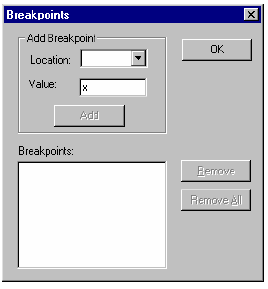 Breakpoints
Add Breakpoint
Location:
OK
Value:
x
Add
Breakpoints:
Remove
Remove All